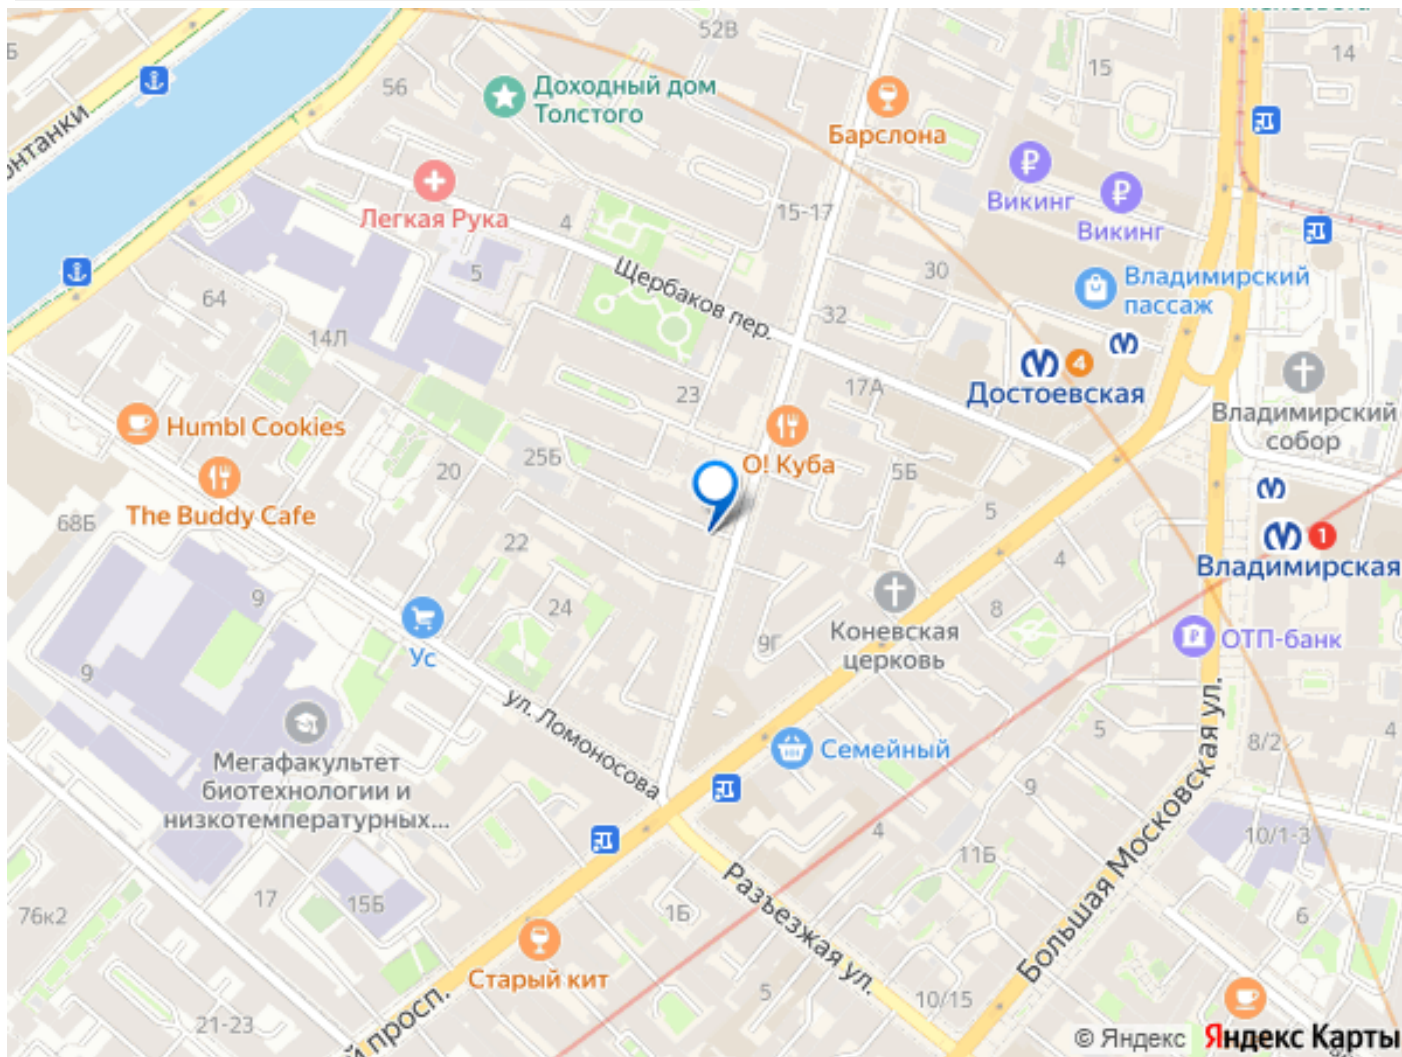 52В
14
15
56
Доходный дом
Толстого
Барслона
Викинг
Викинг
Легкая Рука
4
15-17
5
30
Щербаков пер.
Владимирский
пассаж
64
32
14Л
4
Достоевская
17А
23
Владимирский
собор
Humbl Cookies
О! Куба
25Б
20
5Б
The Buddy Cafe
68Б
22
5
4
1
Владимирская
9
24
8
Ус
9Г
Коневская
церковь
ОТП-банк
9
ул. Ломоносова
Семейный
5
8/2
4
Мегафакультет
биотехнологии и
низкотемпературных...
9
Большая Московская ул.
4
11Б
10/1-3
Разъезжая ул.
17
15Б
1Б
76к2
6
Старый кит
5
10/15
21-23
й просп.
© Яндекс Яндекс Карты